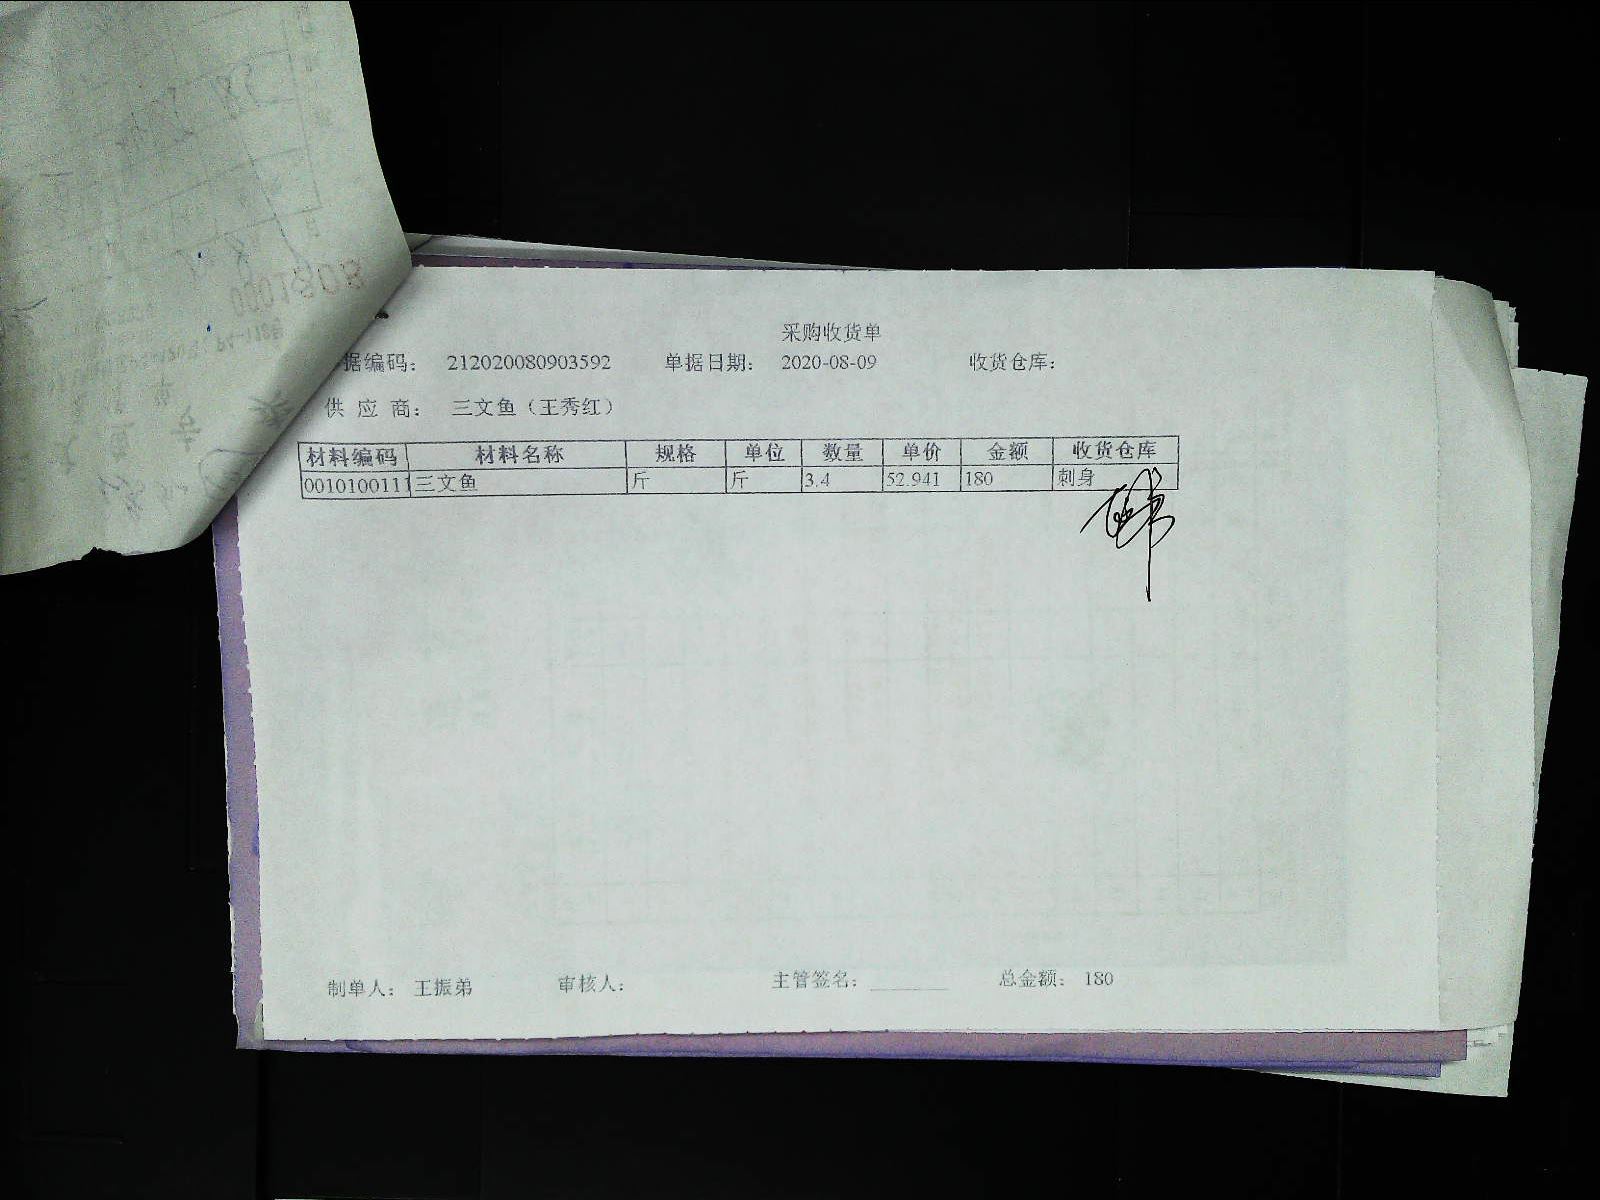 采购收货单
据编码： 212020080903592 单据日期： 2020-08-09 收货仓库：
供 应 商： 三文鱼（王秀红）
材料编码 材料名称 规格 单位 数量 单价 金额 收货仓库
0010100111 三文鱼 斤 斤 3.4 52.941 180 刺身
制单人： 王振弟 审核人： 主管签名： 总金额： 180